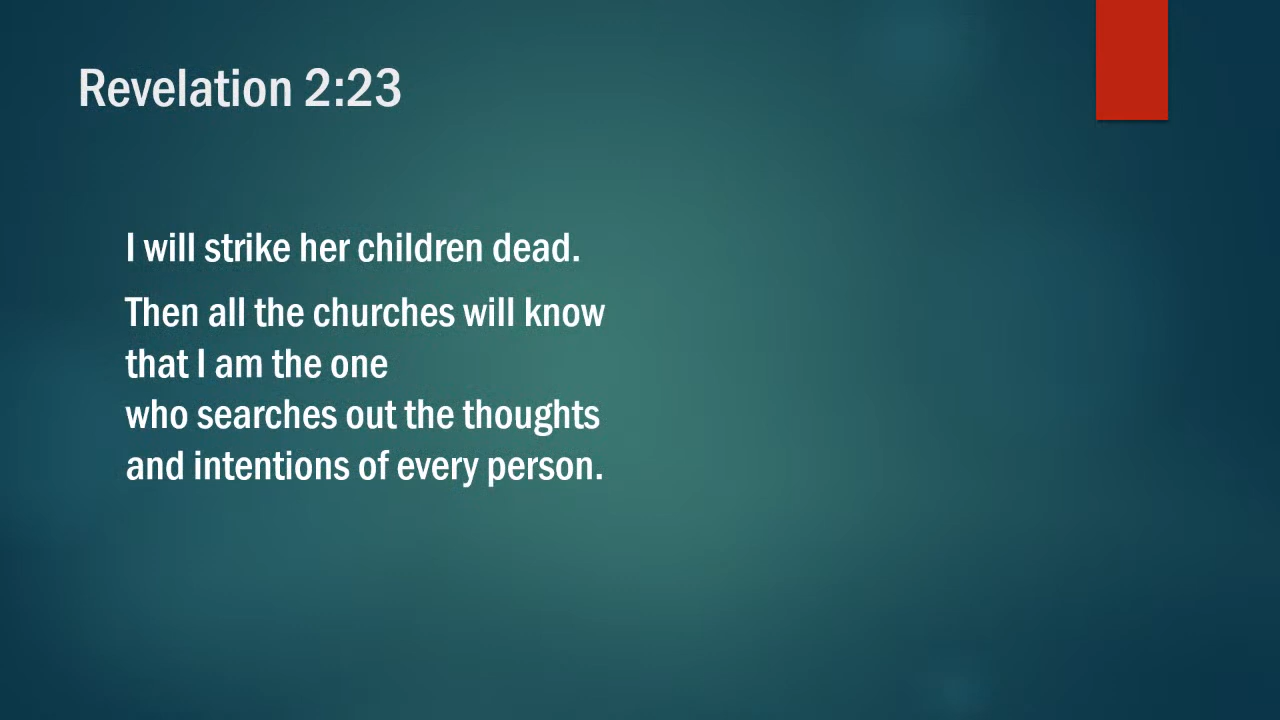 Revelation 2:23
I will strike her children dead.
Then all the churches will know
that I am the one
who searches out the thoughts
and intentions of every person.